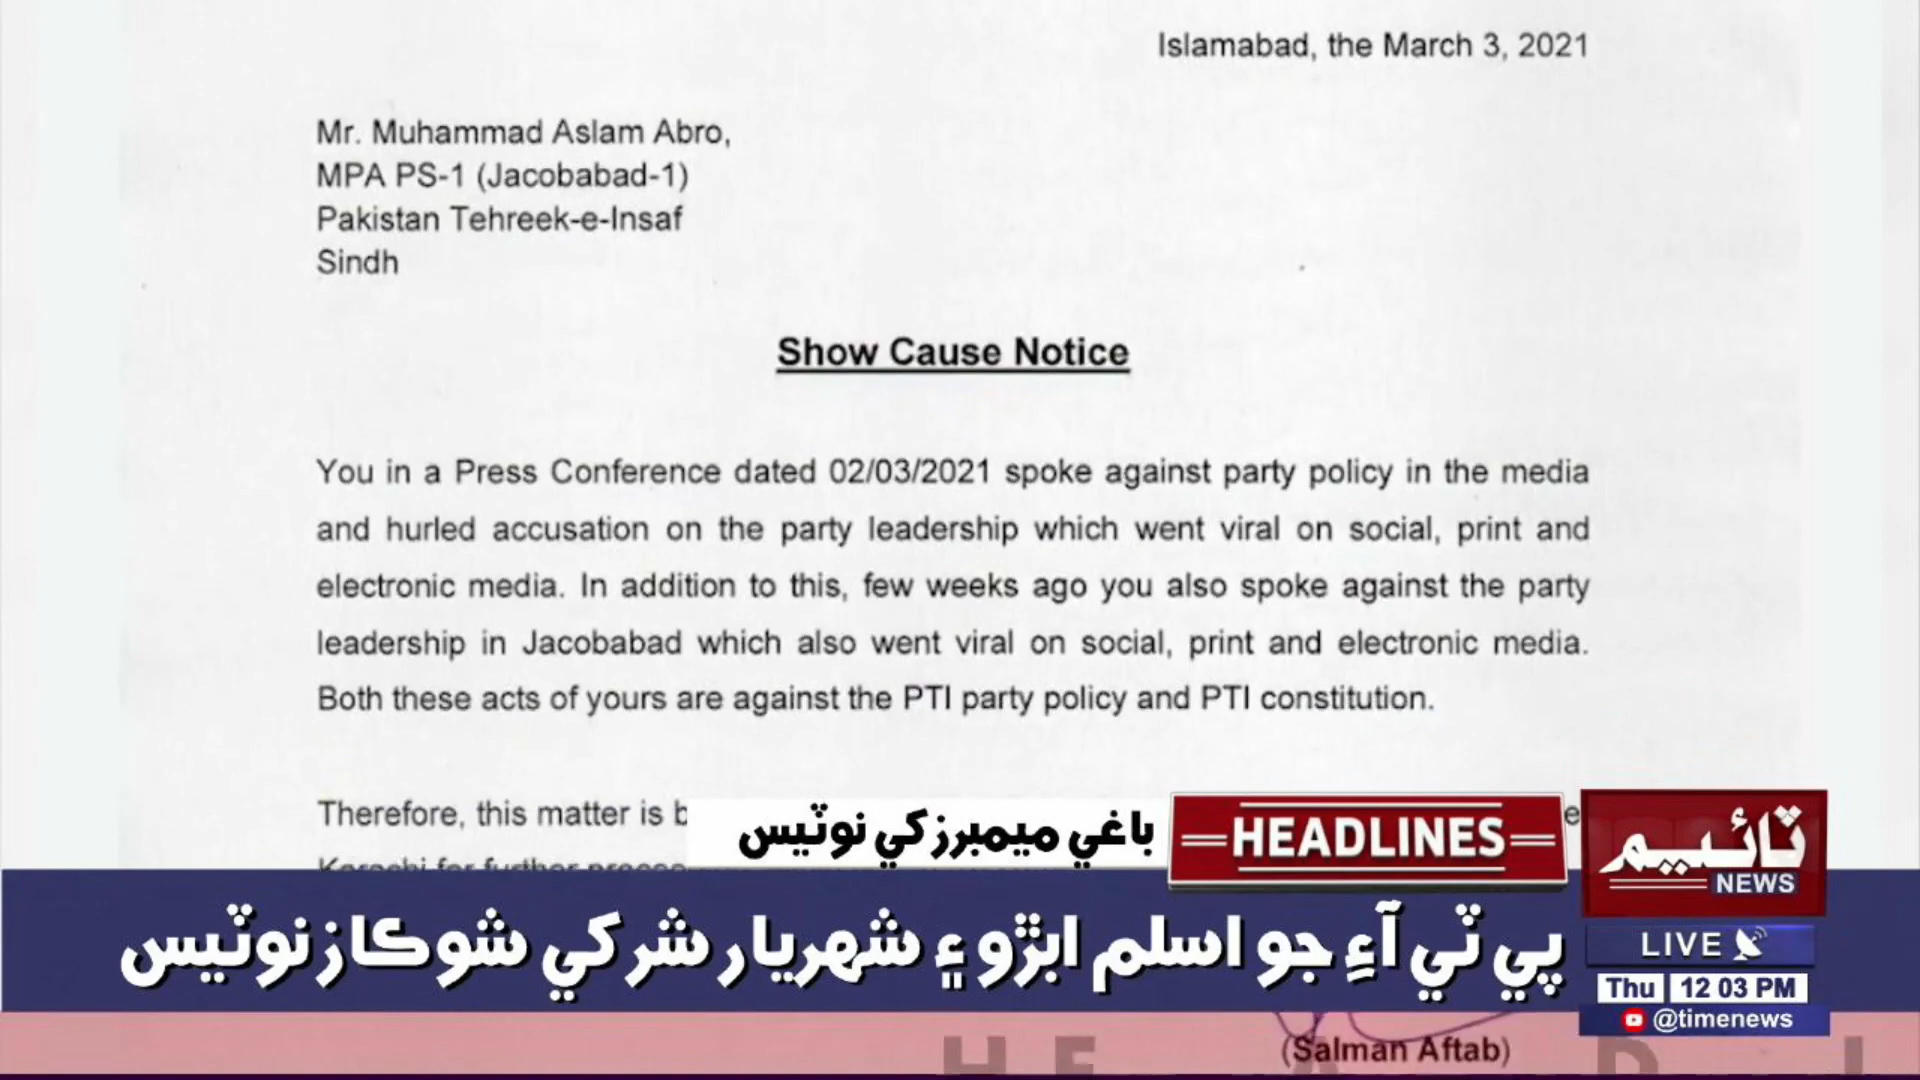 Islamabad, the March 3, 2021
Mr. Muhammad Aslam Abro,
MPA PS-1 (Jacobabad-1)
Pakistan Tehreek-e-Insaf
Sindh
Show Cause Notice
You in a Press Conference dated 02/03/2021 spoke against party policy in the media
and hurled accusation on the party leadership which went viral on social, print and
electronic media. In addition to this, few weeks ago you also spoke against the party
leadership in Jacobabad which also went viral on social, print and electronic media.
Both these acts of yours are against the PTI party policy and PTI constitution.
Therefore, this matter is
Karachi for further
باغي ميمبرز کي نوٽيس
HEADLINES
ٽائيم
NEWS
پي ٽي آءِ جو اسلم ابڙو ۽ شهريار شر کي شوڪاز نوٽيس
LIVE
Thu 12 03 PM
@timenews
(Salman Aftab)